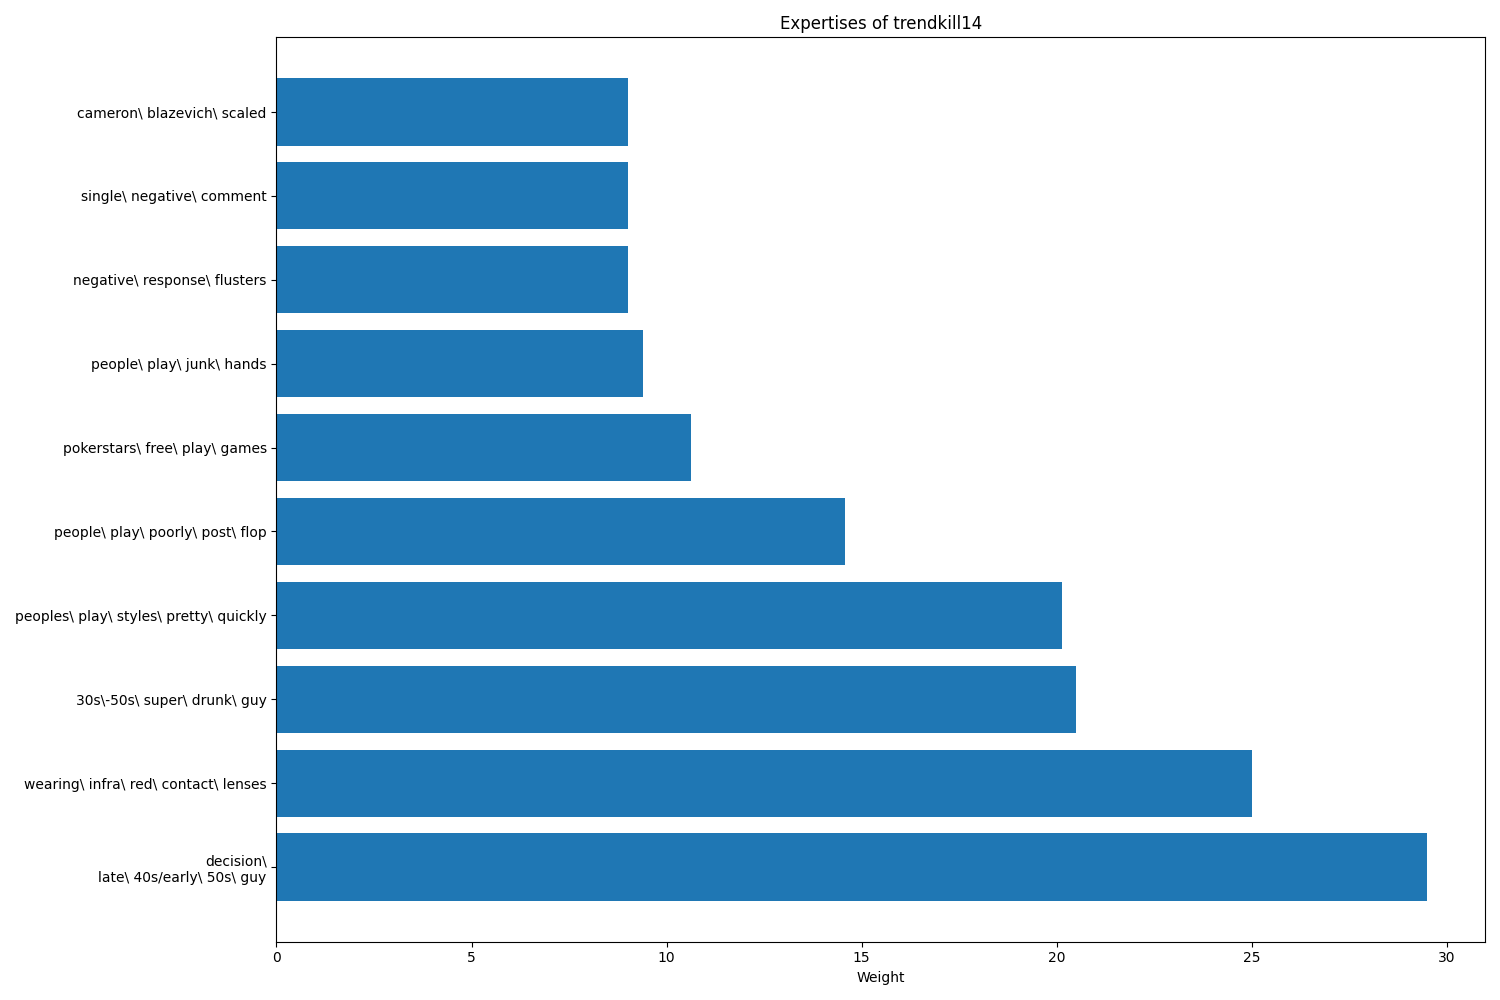 Expertises of trendkill14
cameron\ blazevich\ scaled
single\ negative\ comment
negative\ response\ flusters
people\ play\ junk\ hands
pokerstars\ free\ play\ games
people\ play\ poorly\ post\ flop
peoples\ play\ styles\ pretty\ quickly
30s\-50s\ super\ drunk\ guy
wearing\ infra\ red\ contact\ lenses
decision\
late\ 40s/early\ 50s\ guy
0 5 10 15 20 25 30
Weight